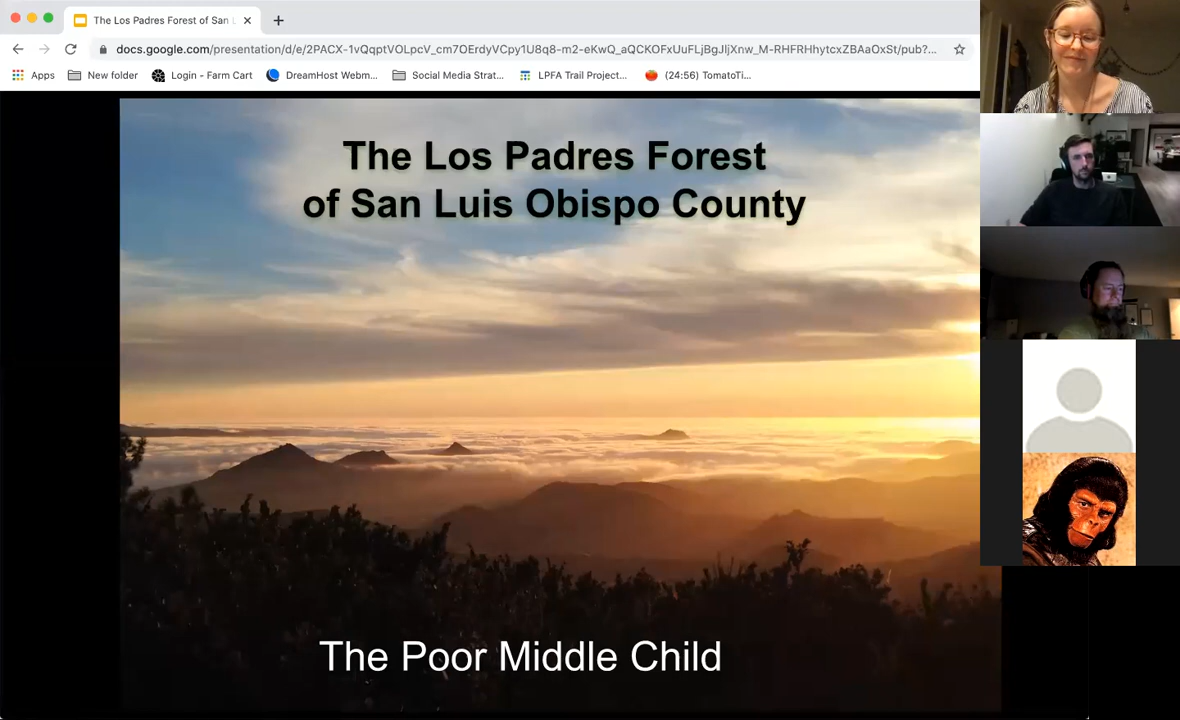 The Los Padres Forest of San L
docs.google.com/presentation/d/e/2PACX-1vQqptVOLpcV_cm7OErdyVCpy1U8q8-m2-eKwQ_aQCKOFxUuFLjBgJljXnw_M-RHFRHhytcxZBAaOxSt/pub?...
Apps New folder Login - Farm Cart DreamHost Webm... Social Media Strat... LPFA Trail Project... (24:56) TomatoTi...
The Los Padres Forest
of San Luis Obispo County
The Poor Middle Child